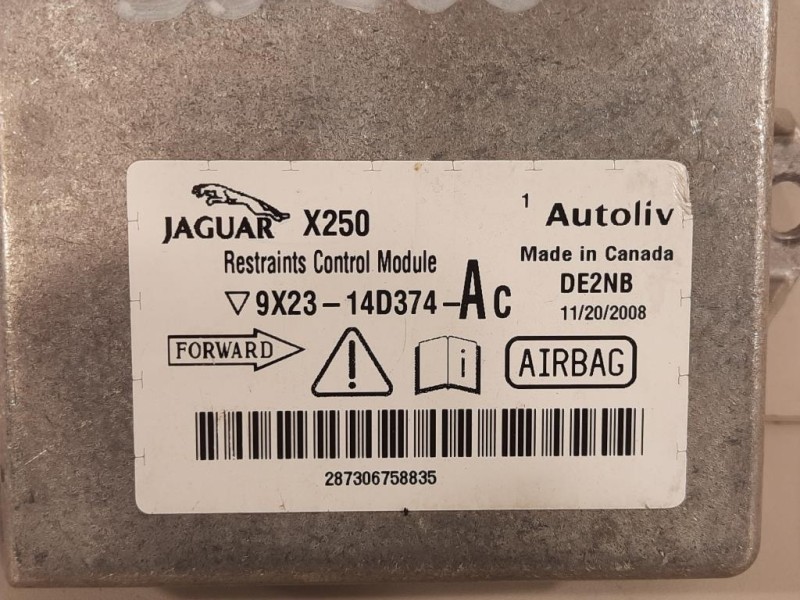 JAGUAR X250
1 Autoliv
Restraints Control Module
Made in Canada
▽9X23-14D374-AC
DE2NB
11/20/2008
FORWARD
i
AIRBAG
287306758835